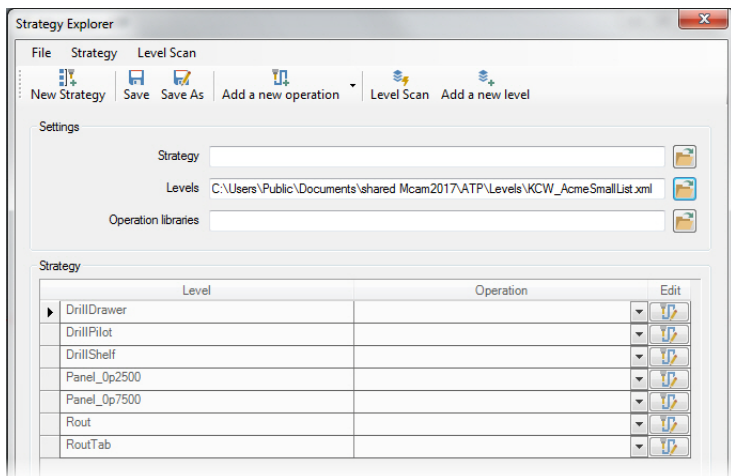 Strategy Explorer
File Strategy Level Scan
New Strategy Save Save As Add a new operation Level Scan Add a new level
Settings
Strategy
Levels C:\Users\Public\Documents\shared Mcam2017\ATP\Levels\KCW_AcmeSmallList.xml
Operation libraries
Strategy
Level Operation Edit
DrillDrawer
DrillPilot
DrillShelf
Panel_0p2500
Panel_0p7500
Rout
RoutTab